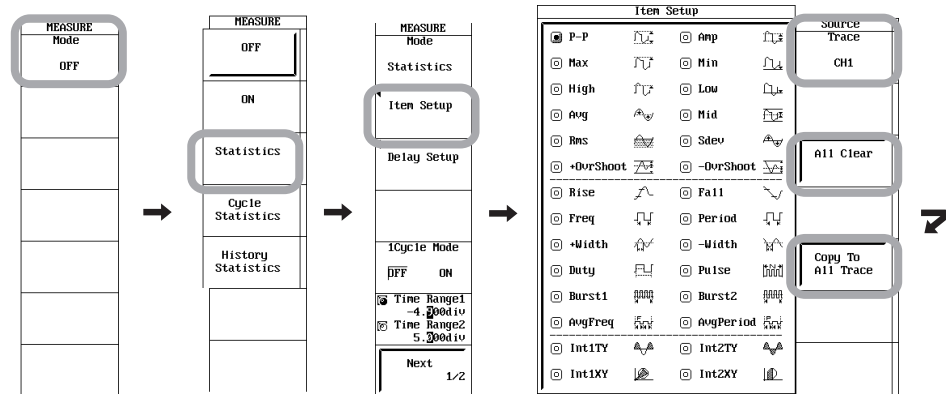 MEASURE
Mode
OFF
MEASURE
OFF
ON
Statistics
Cycle
Statistics
History
Statistics
MEASURE
Mode
Statistics
Item Setup
Delay Setup
1Cycle Mode
OFF ON
Time Range1
-4.00div
Time Range2
5.00div
Next
1/2
Item Setup
P-P Amp
Max Min
High Low
Avg Mid
Rms Sdev
+OvrShoot -OvrShoot
Rise Fall
Freq Period
+Width -Width
Duty Pulse
Burst1 Burst2
AvgFreq AvgPeriod
Int1TY Int2TY
Int1XY Int2XY
Source
Trace
CH1
All Clear
Copy To
All Trace